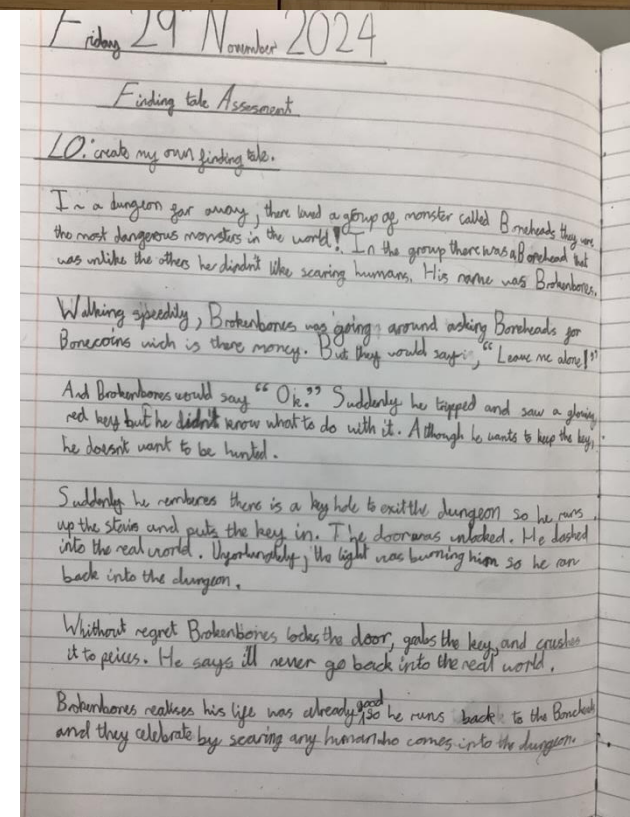 Friday 29th November 2024
Finding tale Assesment
LO: create my own finding tale.
In a dungeon far away, there lived a group of monster called Boneheads they were
the most dangerous monsters in the world! In the group there was a Bonehead that
was unlike the others he dindn't like scaring humans. His name was Brokenbones.
Walking speedily, Brokenbones was going around asking Boneheads for
Bonecoins wich is there money. But they would say, "Leave me alone!"
And Brokenbones would say "Ok." Suddenly he tripped and saw a glowing
red key but he didn't know what to do with it. Although he wants to keep the key,
he doesn't want to be hunted.
Suddenly he remberes there is a key hole to exit the dungeon so he runs
up the stairs and puts the key in. The door was unlocked. He dashed
into the real world. Unfortunately, the light was burning him so he ran
back into the dungeon.
Whithout regret Brokenbones locks the door, grabs the key, and crushes
it to peices. He says ill never go back into the real world.
Brokenbones realises his life was already good so he runs back to the Boneheads
and they celebrate by scaring any human who comes into the dungeon.